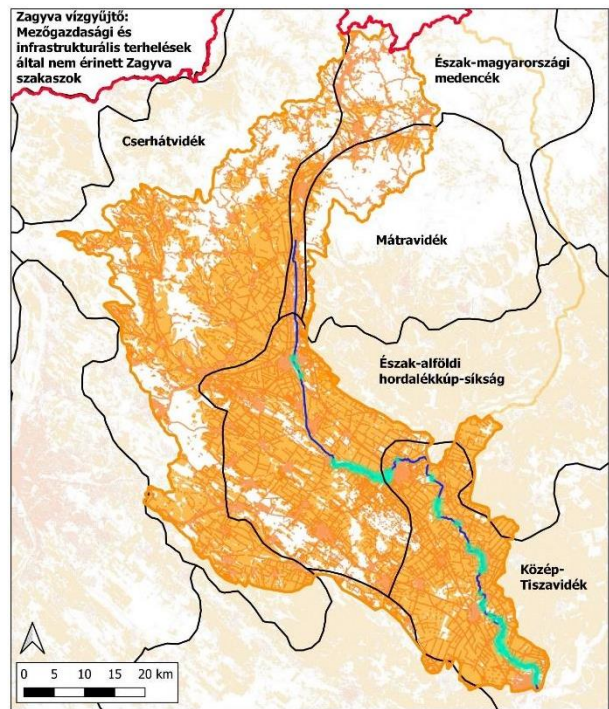 Zagyva vízgyűjtő:
Mezőgazdasági és
infrastrukturális terhelések
által nem érinett Zagyva
szakaszok
Észak-magyarországi
medencék
Cserhátvidék
Mátravidék
Észak-alföldi
hordalékkúp-síkság
Közép-
Tiszavidék
0 5 10 15 20 km